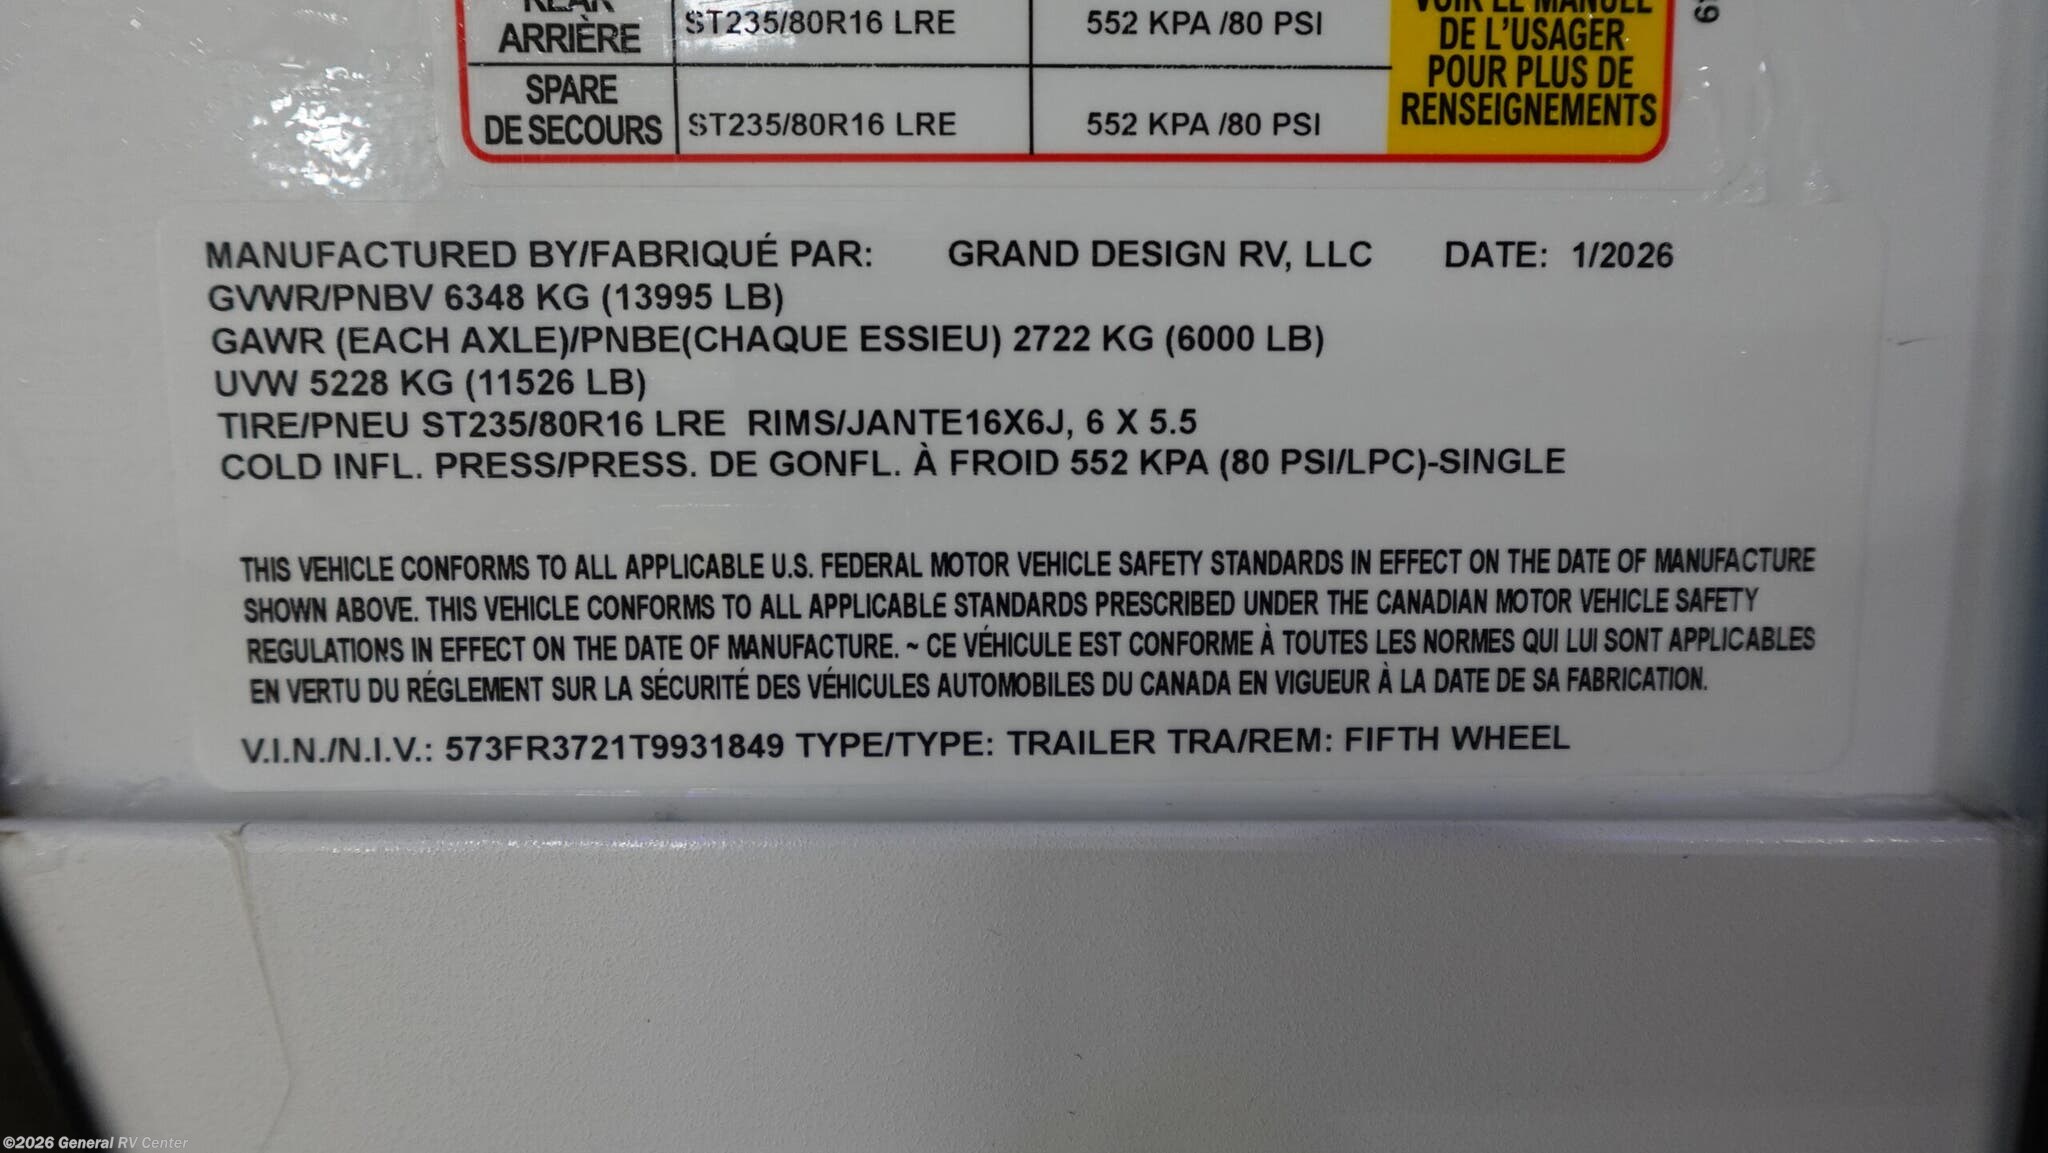 REAR
ARRIÈRE
ST235/80R16 LRE
552 KPA /80 PSI
SPARE
DE SECOURS
ST235/80R16 LRE
552 KPA /80 PSI
VOIR LE MANUEL
DE L'USAGER
POUR PLUS DE
RENSEIGNEMENTS
MANUFACTURED BY/FABRIQUÉ PAR: GRAND DESIGN RV, LLC DATE: 1/2026
GVWR/PNBV 6348 KG (13995 LB)
GAWR (EACH AXLE)/PNBE(CHAQUE ESSIEU) 2722 KG (6000 LB)
UVW 5228 KG (11526 LB)
TIRE/PNEU ST235/80R16 LRE RIMS/JANTE16X6J, 6 X 5.5
COLD INFL. PRESS/PRESS. DE GONFL. À FROID 552 KPA (80 PSI/LPC)-SINGLE
THIS VEHICLE CONFORMS TO ALL APPLICABLE U.S. FEDERAL MOTOR VEHICLE SAFETY STANDARDS IN EFFECT ON THE DATE OF MANUFACTURE
SHOWN ABOVE. THIS VEHICLE CONFORMS TO ALL APPLICABLE STANDARDS PRESCRIBED UNDER THE CANADIAN MOTOR VEHICLE SAFETY
REGULATIONS IN EFFECT ON THE DATE OF MANUFACTURE. ~ CE VÉHICULE EST CONFORME À TOUTES LES NORMES QUI LUI SONT APPLICABLES
EN VERTU DU RÉGLEMENT SUR LA SÉCURITÉ DES VÉHICULES AUTOMOBILES DU CANADA EN VIGUEUR À LA DATE DE SA FABRICATION.
V.I.N./N.I.V.: 573FR3721T9931849 TYPE/TYPE: TRAILER TRA/REM: FIFTH WHEEL
©2026 General RV Center